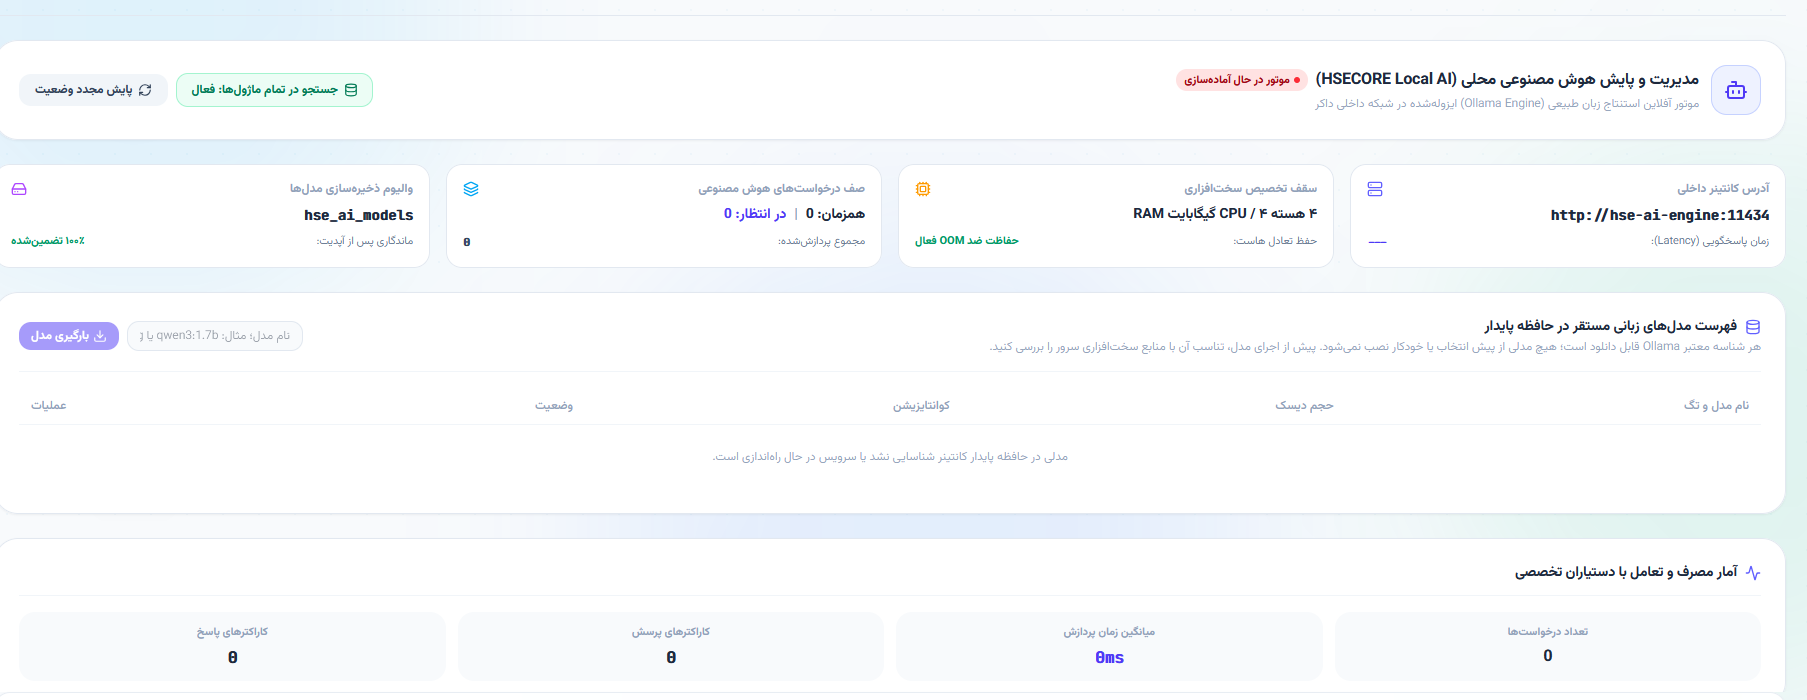 مدیریت و پایش هوش مصنوعی محلی (HSECORE Local AI)
موتور در حال آماده‌سازی
موتور آفلاین استنتاج زبان طبیعی (Ollama Engine) ایزوله‌شده در شبکه داخلی داکر
جستجو در تمام ماژول‌ها: فعال
پایش مجدد وضعیت
آدرس کانتینر داخلی
http://hse-ai-engine:11434
زمان پاسخگویی (Latency):
---
سقف تخصیص سخت‌افزاری
۴ هسته CPU / ۴ گیگابایت RAM
حفظ تعادل هاست:
حفاظت ضد OOM فعال
صف درخواست‌های هوش مصنوعی
همزمان: 0 | در انتظار: 0
مجموع پردازش‌شده:
0
والیوم ذخیره‌سازی مدل‌ها
hse_ai_models
ماندگاری پس از آپدیت:
۱۰۰٪ تضمین‌شده
فهرست مدل‌های زبانی مستقر در حافظه پایدار
هر شناسه معتبر Ollama قابل دانلود است؛ هیچ مدلی از پیش انتخاب یا خودکار نصب نمی‌شود. پیش از اجرای مدل، تناسب آن با منابع سخت‌افزاری سرور را بررسی کنید.
نام مدل؛ مثال: qwen3:1.7b یا
بارگیری مدل
نام مدل و تگ
حجم دیسک
کوانتایزیشن
وضعیت
عملیات
مدلی در حافظه پایدار کانتینر شناسایی نشد یا سرویس در حال راه‌اندازی است.
آمار مصرف و تعامل با دستیاران تخصصی
تعداد درخواست‌ها
0
میانگین زمان پردازش
0ms
کاراکترهای پرسش
0
کاراکترهای پاسخ
0